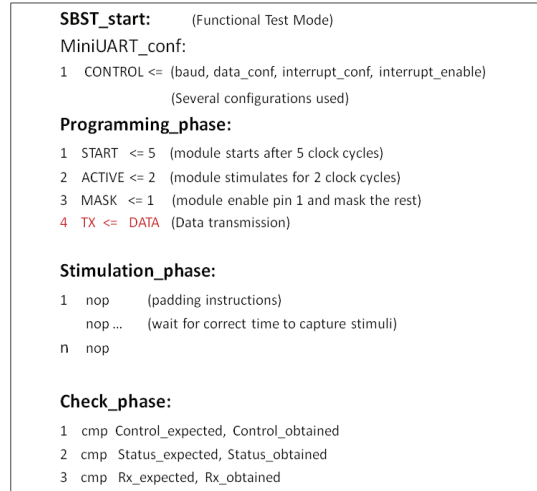 SBST_start: (Functional Test Mode)
MiniUART_conf:
1 CONTROL <= (baud, data_conf, interrupt_conf, interrupt_enable)
(Several configurations used)
Programming_phase:
1 START <= 5 (module starts after 5 clock cycles)
2 ACTIVE <= 2 (module stimulates for 2 clock cycles)
3 MASK <= 1 (module enable pin 1 and mask the rest)
4 TX <= DATA (Data transmission)
Stimulation_phase:
1 nop (padding instructions)
nop ... (wait for correct time to capture stimuli)
n nop
Check_phase:
1 cmp Control_expected, Control_obtained
2 cmp Status_expected, Status_obtained
3 cmp Rx_expected, Rx_obtained